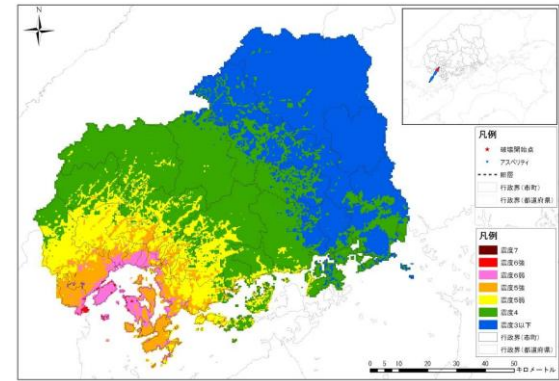 N
凡例
破壊開始点
アスペリティ
断層
行政界(市町)
行政界(都道府県)
凡例
震度7
震度6強
震度6弱
震度5強
震度5弱
震度4
震度3以下
行政界(市町)
行政界(都道府県)
0 5 10 20 30 40 50
キロメートル